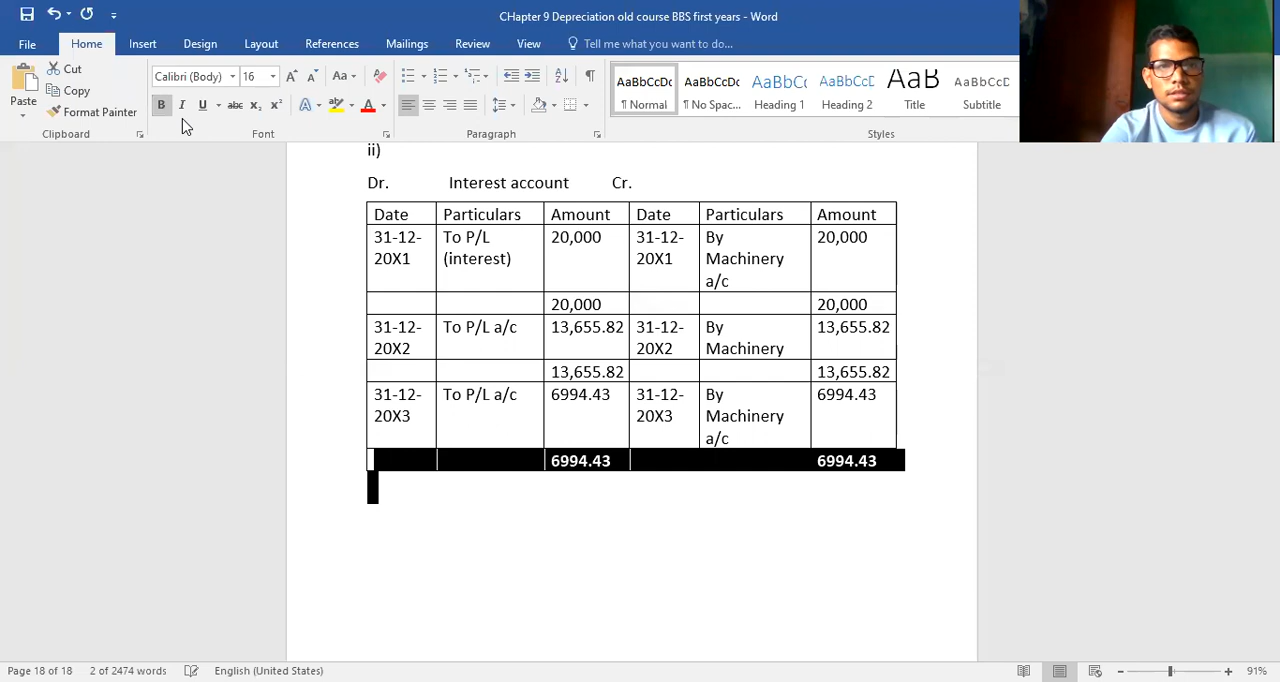 CHapter 9 Depreciation old course BBS first years - Word
File Home Insert Design Layout References Mailings Review View Tell me what you want to do...
Paste
Cut
Copy
Format Painter
Clipboard
Calibri (Body) 16
Font
Paragraph
AaBbCcDc AaBbCcDc AaBbCc AaBbCcD AaB AaBbCcD
¶ Normal ¶ No Spac... Heading 1 Heading 2 Title Subtitle
Styles
ii)
Dr. Interest account Cr.
Date Particulars Amount Date Particulars Amount
31-12- To P/L 20,000 31-12- By 20,000
20X1 (interest) 20X1 Machinery
a/c
20,000 20,000
31-12- To P/L a/c 13,655.82 31-12- By 13,655.82
20X2 20X2 Machinery
13,655.82 13,655.82
31-12- To P/L a/c 6994.43 31-12- By 6994.43
20X3 20X3 Machinery
a/c
6994.43 6994.43
Page 18 of 18 2 of 2474 words English (United States) 91%